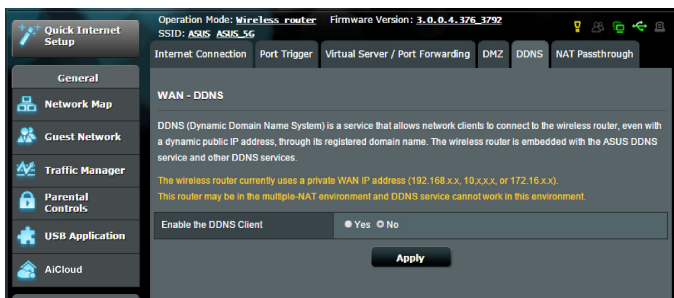 Quick Internet
Setup
General
Network Map
Guest Network
Traffic Manager
Parental
Controls
USB Application
AiCloud
Operation Mode: Wireless router Firmware Version: 3.0.0.4.376_3792
SSID: ASUS ASUS_5G
Internet Connection Port Trigger Virtual Server / Port Forwarding DMZ DDNS NAT Passthrough
WAN - DDNS
DDNS (Dynamic Domain Name System) is a service that allows network clients to connect to the wireless router, even with
a dynamic public IP address, through its registered domain name. The wireless router is embedded with the ASUS DDNS
service and other DDNS services.
The wireless router currently uses a private WAN IP address (192.168.x.x, 10,x,x,x, or 172.16.x.x).
This router may be in the multiple-NAT environment and DDNS service cannot work in this environment.
Enable the DDNS Client Yes No
Apply